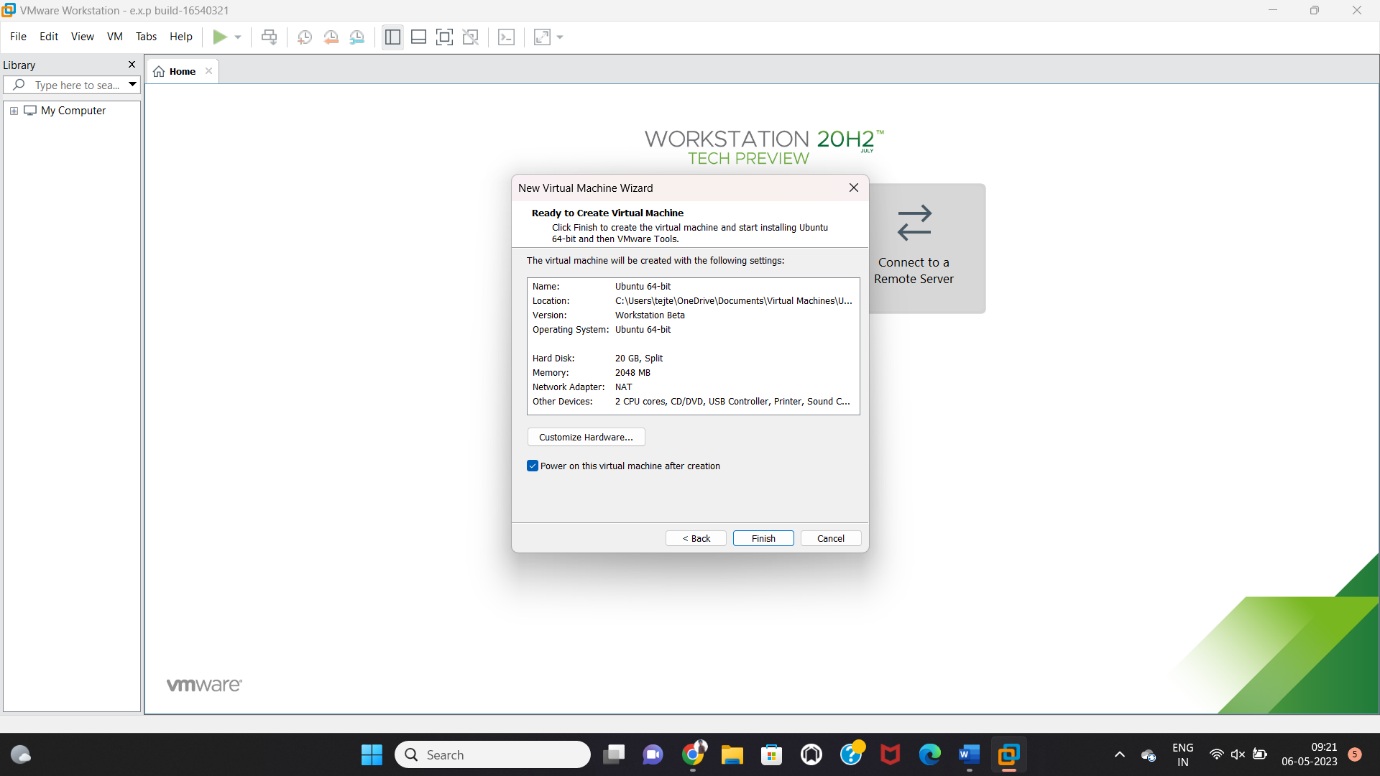 VMware Workstation - e.x.p build-16540321
File Edit View VM Tabs Help
Library
Type here to sea...
My Computer
Home
WORKSTATION 20H2™
JULY
TECH PREVIEW
New Virtual Machine Wizard
Ready to Create Virtual Machine
Click Finish to create the virtual machine and start installing Ubuntu
64-bit and then VMware Tools.
The virtual machine will be created with the following settings:
Name: Ubuntu 64-bit
Location: C:\Users\tejte\OneDrive\Documents\Virtual Machines\U...
Version: Workstation Beta
Operating System: Ubuntu 64-bit
Hard Disk: 20 GB, Split
Memory: 2048 MB
Network Adapter: NAT
Other Devices: 2 CPU cores, CD/DVD, USB Controller, Printer, Sound C...
Customize Hardware...
Power on this virtual machine after creation
< Back Finish Cancel
Connect to a
Remote Server
vmware
Search
ENG
IN
09:21
06-05-2023
5